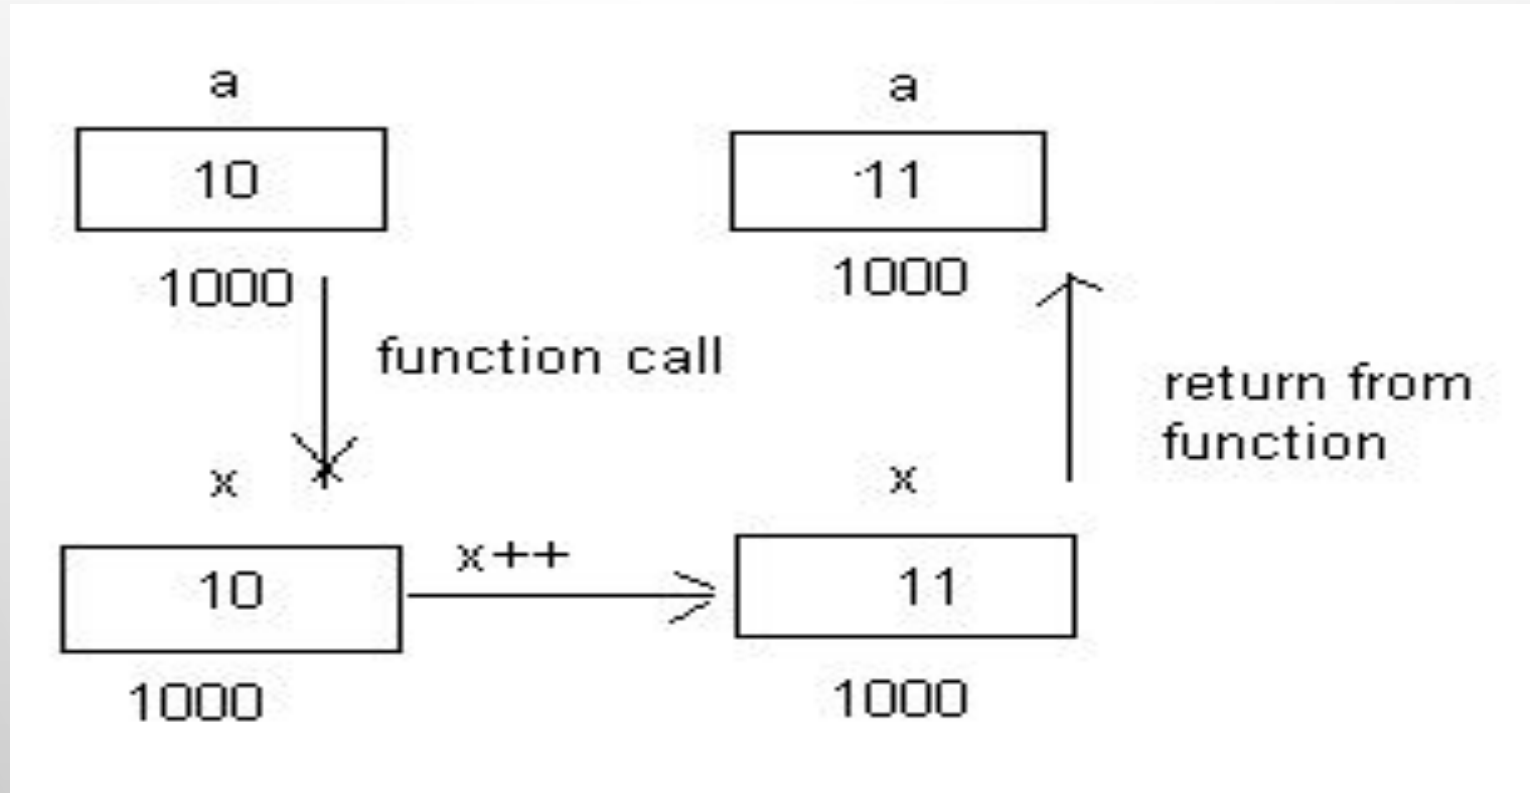 a
a
10
11
1000
1000
function call
return from
function
x
x
10
x++
11
1000
1000